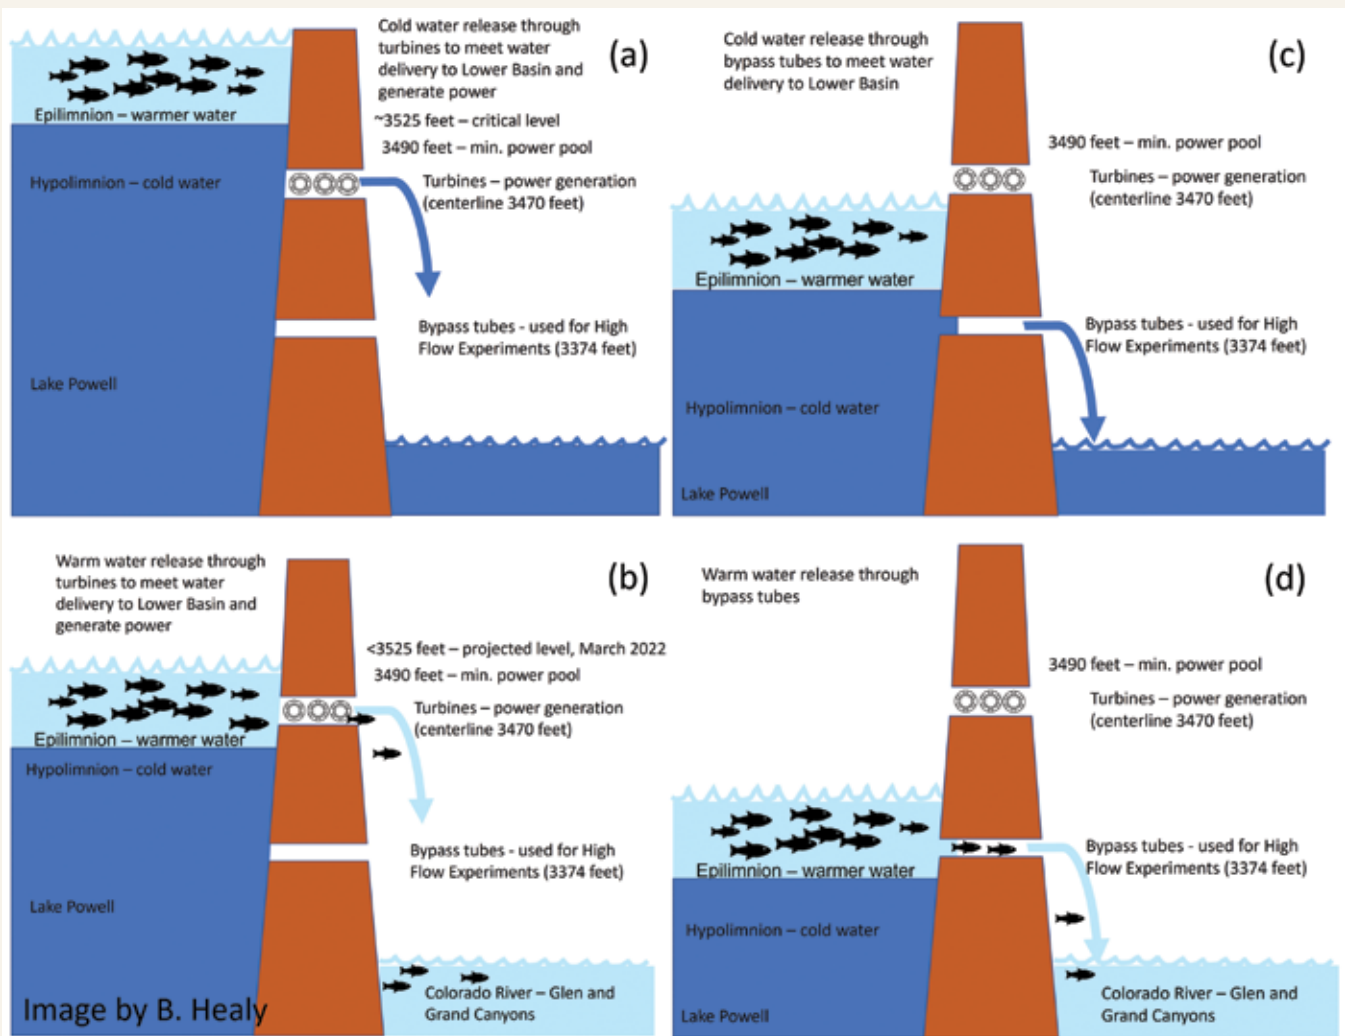 Cold water release through
turbines to meet water
delivery to Lower Basin and
generate power
(a)
~3525 feet – critical level
3490 feet – min. power pool
Epilimnion – warmer water
Hypolimnion – cold water
Turbines – power generation
(centerline 3470 feet)
Bypass tubes - used for High
Flow Experiments (3374 feet)
Lake Powell
Cold water release through
bypass tubes to meet water
delivery to Lower Basin
(c)
3490 feet – min. power pool
Turbines – power generation
(centerline 3470 feet)
Epilimnion – warmer water
Bypass tubes - used for High
Flow Experiments (3374 feet)
Hypolimnion – cold water
Lake Powell
Warm water release through
turbines to meet water
delivery to Lower Basin and
generate power
(b)
<3525 feet – projected level, March 2022
3490 feet – min. power pool
Turbines – power generation
(centerline 3470 feet)
Epilimnion – warmer water
Hypolimnion – cold water
Bypass tubes - used for High
Flow Experiments (3374 feet)
Lake Powell
Colorado River – Glen and
Grand Canyons
Image by B. Healy
Warm water release through
bypass tubes
(d)
3490 feet – min. power pool
Turbines – power generation
(centerline 3470 feet)
Bypass tubes - used for High
Flow Experiments (3374 feet)
Epilimnion – warmer water
Hypolimnion – cold water
Colorado River – Glen and
Grand Canyons
Lake Powell